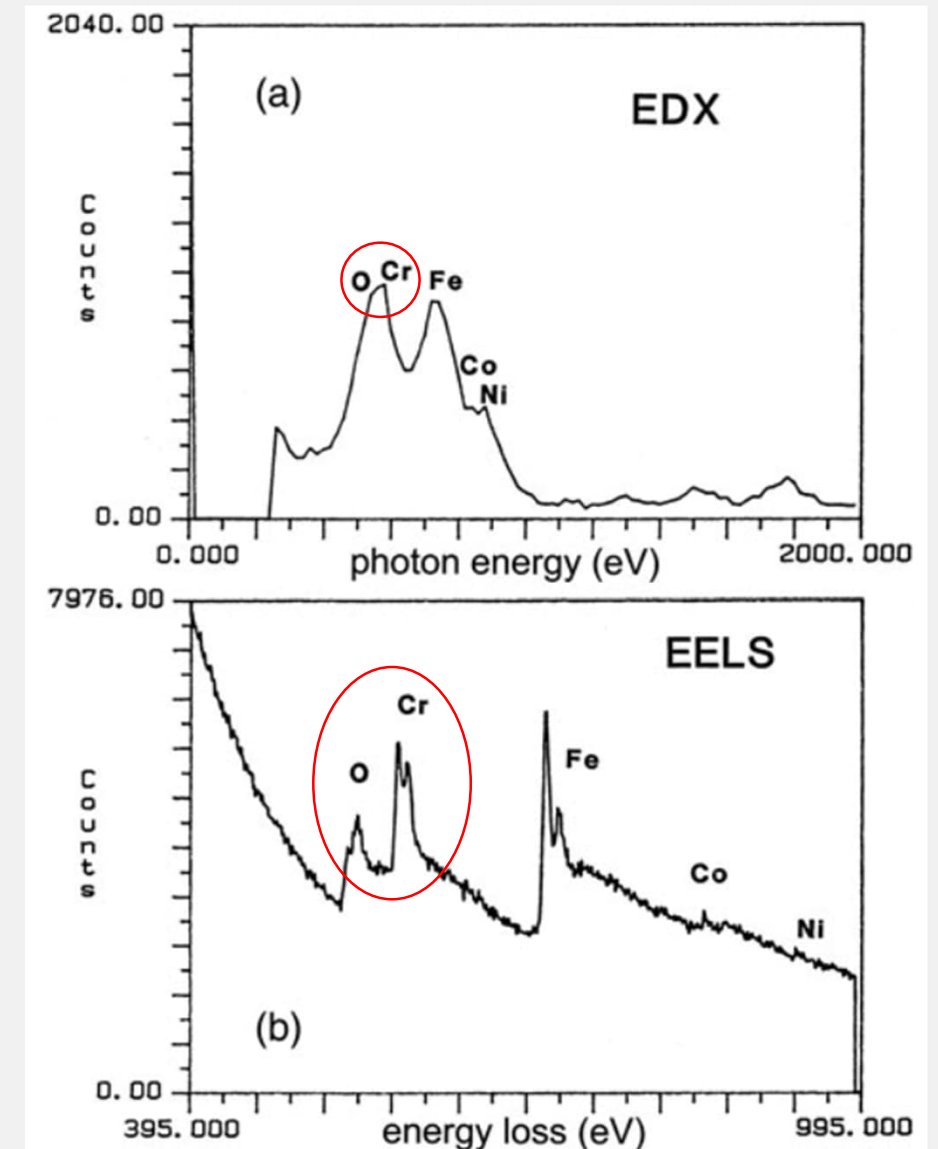 2040.00
(a)
EDX
Counts
O Cr Fe
Co
Ni
0.00
0.000 photon energy (eV) 2000.000
7976.00
EELS
Cr
O Fe
Counts
Co
Ni
(b)
0.00
395.000 energy loss (eV) 995.000